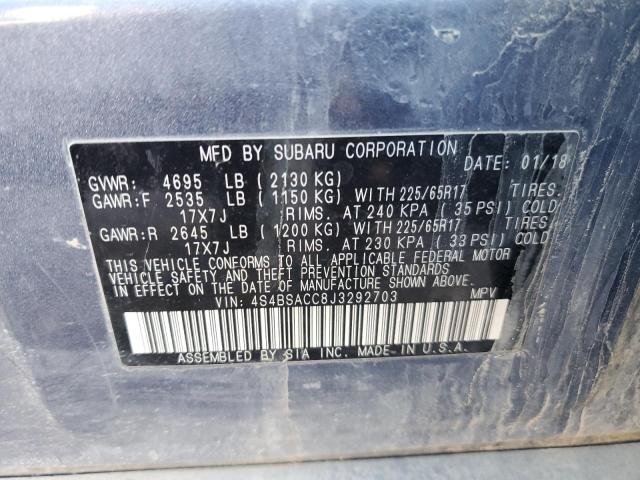 MFD BY SUBARU CORPORATION DATE: 01/18
GVWR: 4695 LB (2130 KG)
GAWR:F 2535 LB (1150 KG) WITH 225/65R17 TIRES.
17X7J RIMS. AT 240 KPA (35 PSI) COLD
GAWR:R 2645 LB (1200 KG) WITH 225/65R17 TIRES.
17X7J RIMS. AT 230 KPA (33 PSI) COLD
THIS VEHICLE CONFORMS TO ALL APPLICABLE FEDERAL MOTOR
VEHICLE SAFETY AND THEFT PREVENTION STANDARDS
IN EFFECT ON THE DATE OF MANUFACTURE SHOWN ABOVE.
VIN: 4S4BSACC8J3292703 MPV
ASSEMBLED BY SIA INC. MADE IN U.S.A.